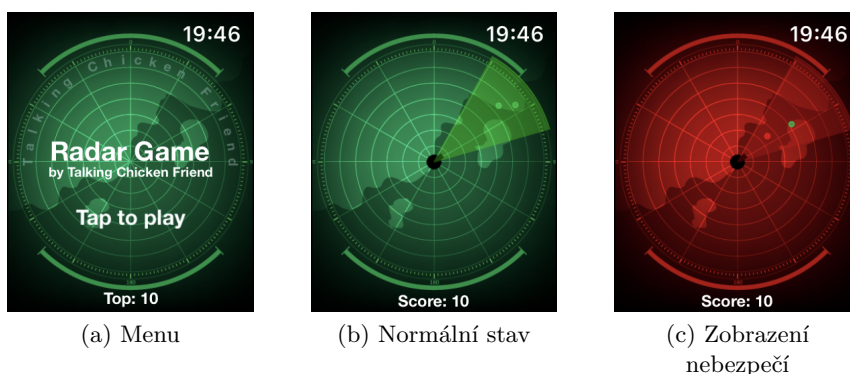 19:46
Talking Chicken Friend
Radar Game
by Talking Chicken Friend
Tap to play
Top: 10
(a) Menu
19:46
Score: 10
(b) Normální stav
19:46
Score: 10
(c) Zobrazení
nebezpečí